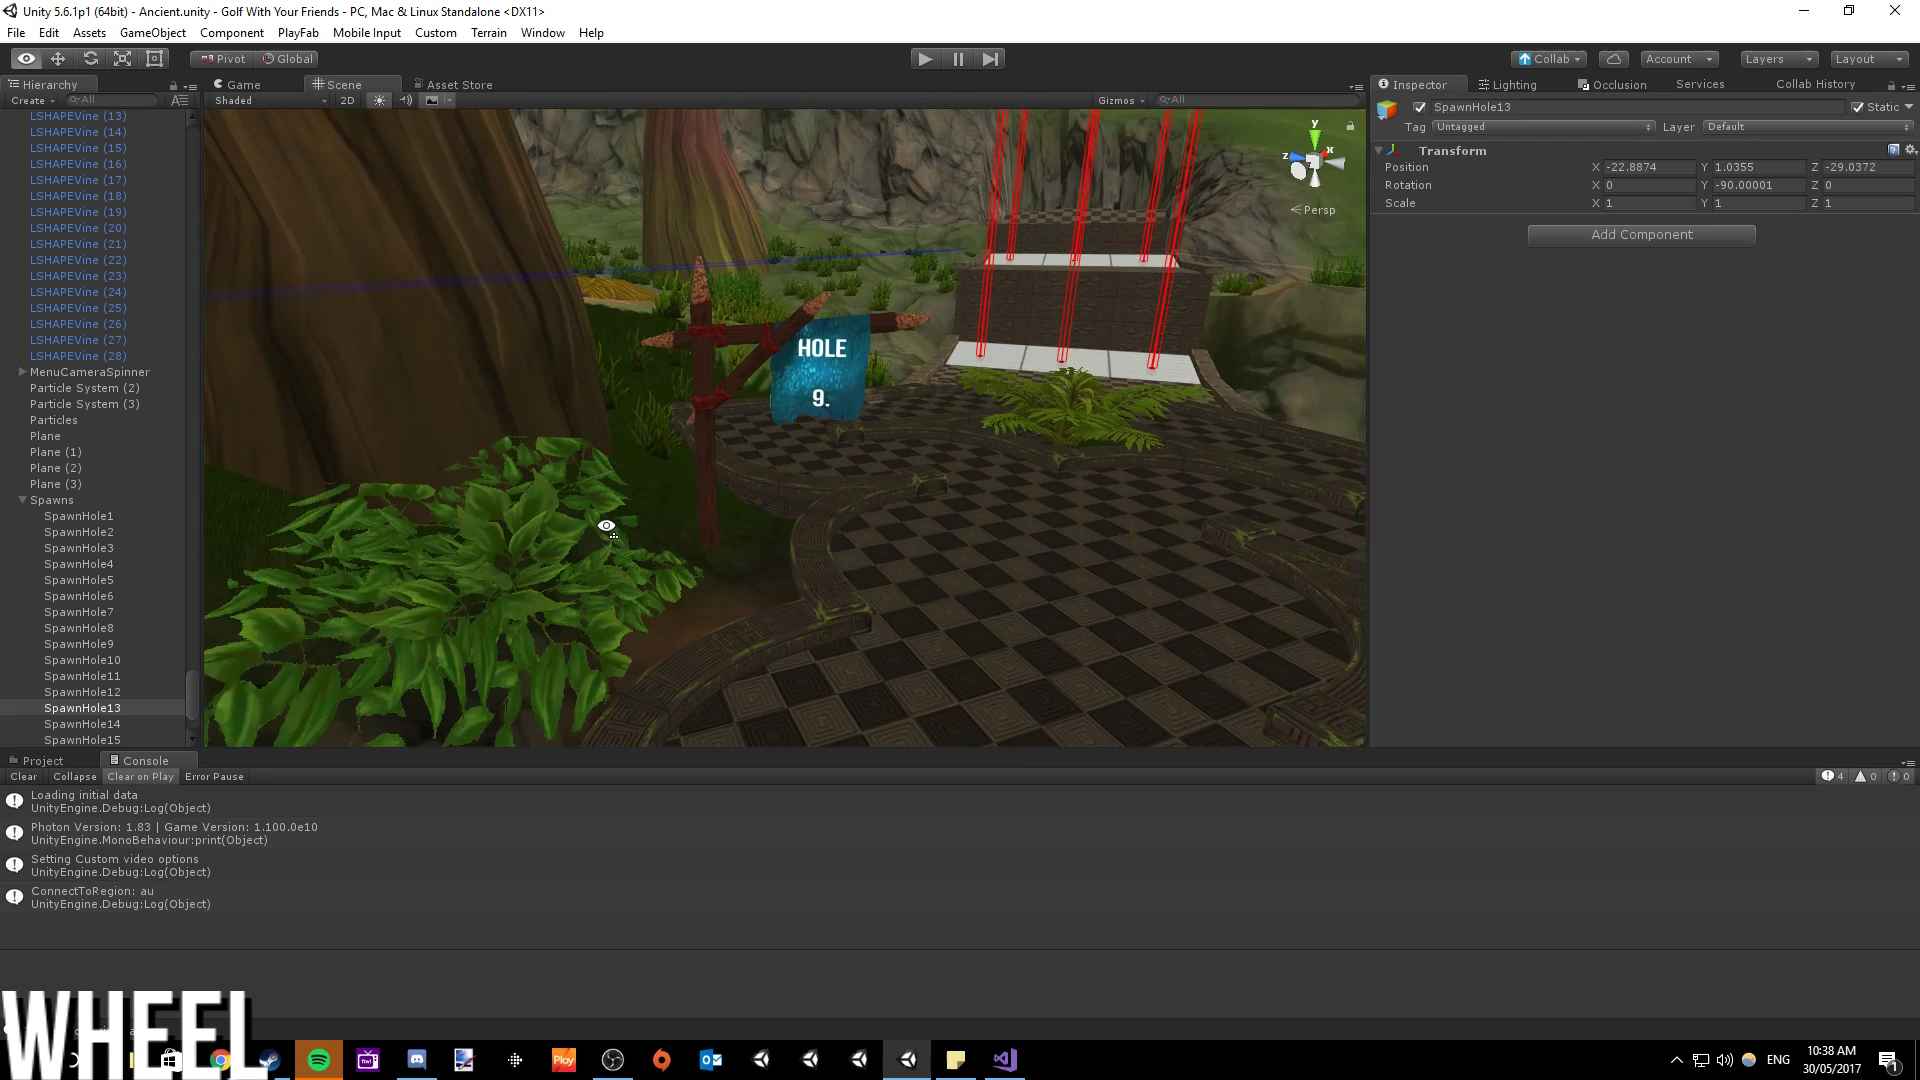 Unity 5.6.1p1 (64bit) - Ancient.unity - Golf With Your Friends - PC, Mac & Linux Standalone <DX11>
File Edit Assets GameObject Component PlayFab Mobile Input Custom Terrain Window Help
Pivot Global Collab Account Layers Layout
Hierarchy Game Scene Asset Store Inspector Lighting Occlusion Services Collab History
Create All Shaded 2D Gizmos All
SpawnHole13 Static
Tag Untagged Layer Default
Transform
Position X -22.8874 Y 1.0355 Z -29.0372
Rotation X 0 Y -90.00001 Z 0
Scale X 1 Y 1 Z 1
Add Component
LSHAPEVine (13)
LSHAPEVine (14)
LSHAPEVine (15)
LSHAPEVine (16)
LSHAPEVine (17)
LSHAPEVine (18)
LSHAPEVine (19)
LSHAPEVine (20)
LSHAPEVine (21)
LSHAPEVine (22)
LSHAPEVine (23)
LSHAPEVine (24)
LSHAPEVine (25)
LSHAPEVine (26)
LSHAPEVine (27)
LSHAPEVine (28)
MenuCameraSpinner
Particle System (2)
Particle System (3)
Particles
Plane
Plane (1)
Plane (2)
Plane (3)
Spawns
SpawnHole1
SpawnHole2
SpawnHole3
SpawnHole4
SpawnHole5
SpawnHole6
SpawnHole7
SpawnHole8
SpawnHole9
SpawnHole10
SpawnHole11
SpawnHole12
SpawnHole13
SpawnHole14
SpawnHole15
y
z x
Persp
HOLE
9.
Project Console
Clear Collapse Clear on Play Error Pause 4 0 0
Loading initial data
UnityEngine.Debug:Log(Object)
Photon Version: 1.83 | Game Version: 1.100.0e10
UnityEngine.MonoBehaviour:print(Object)
Setting Custom video options
UnityEngine.Debug:Log(Object)
ConnectToRegion: au
UnityEngine.Debug:Log(Object)
WHEEL
Play
ENG
10:38 AM
30/05/2017
1